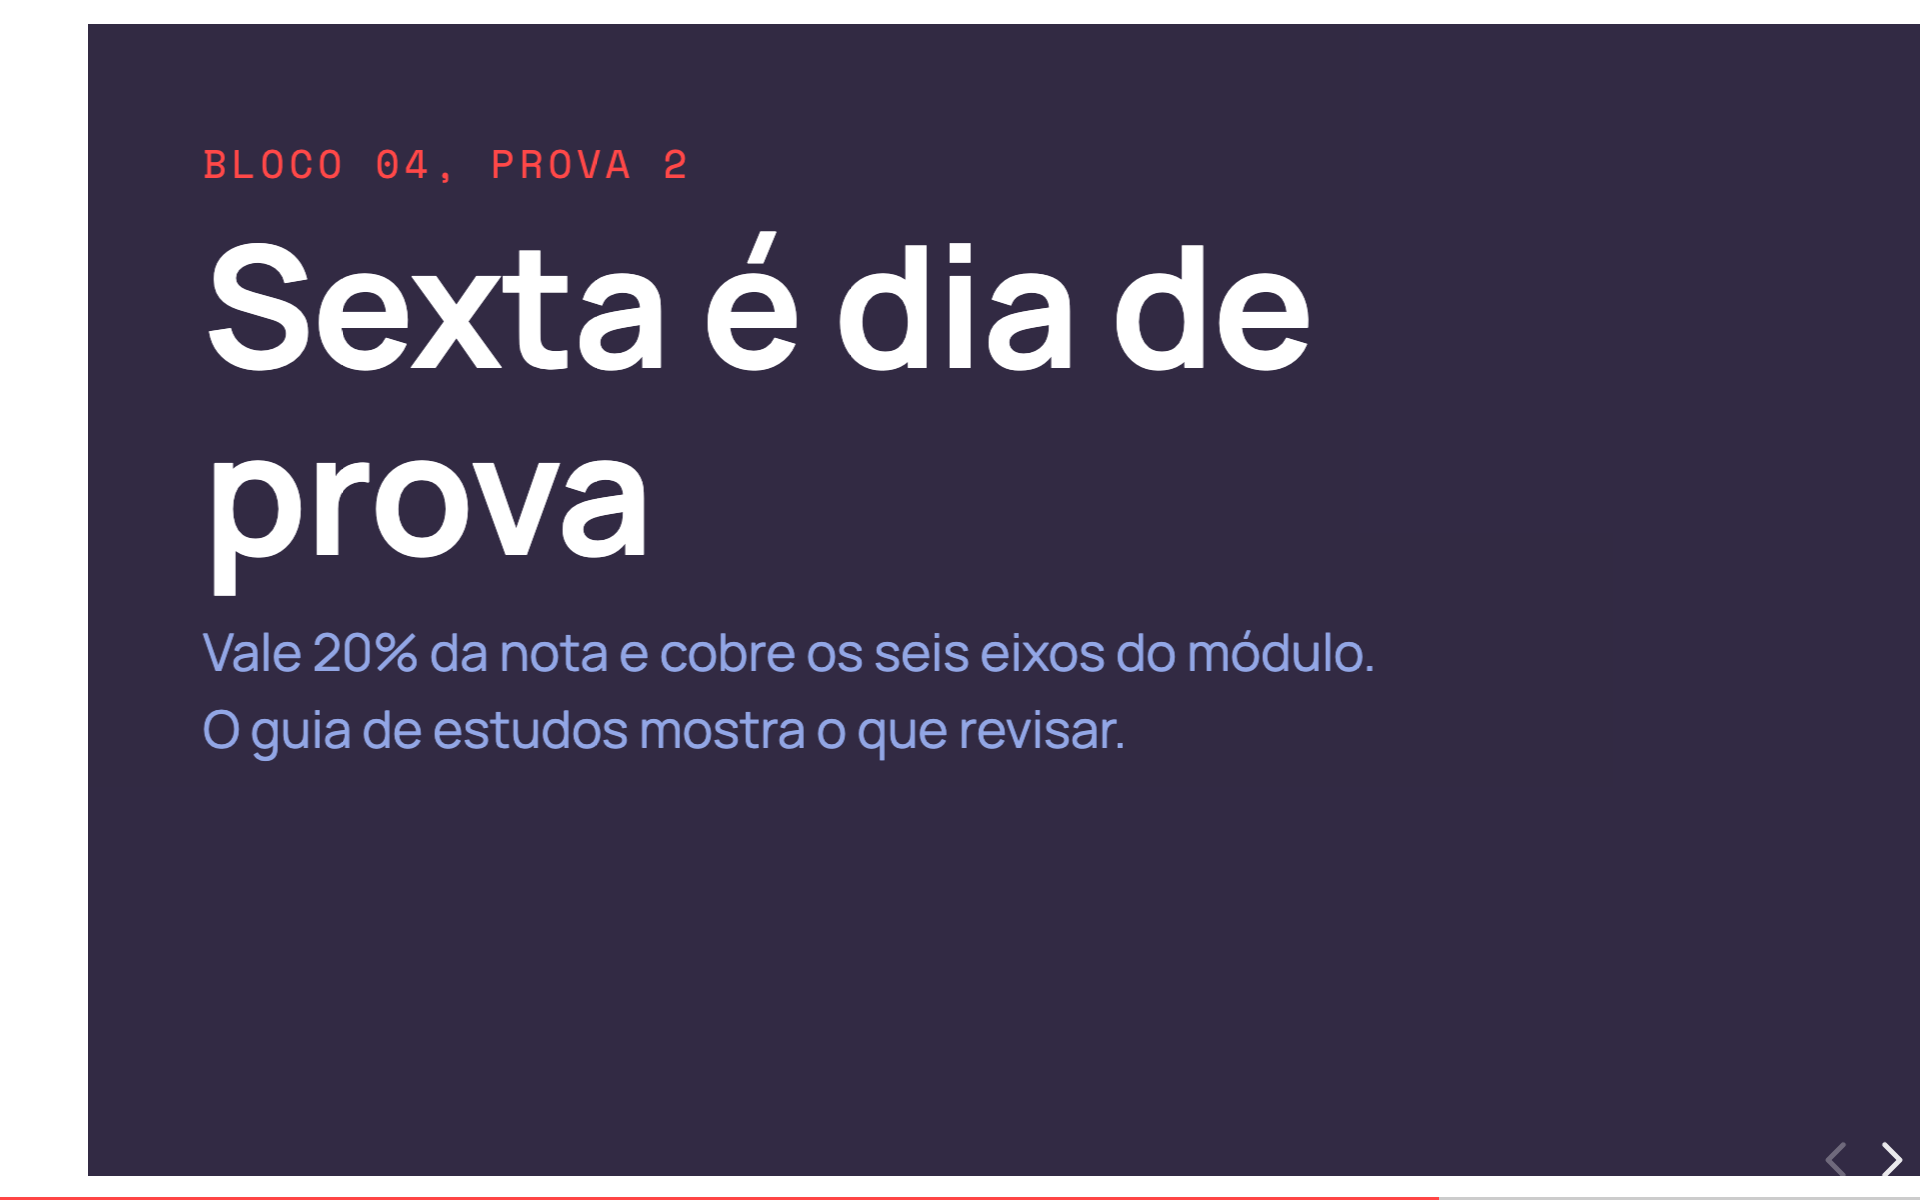 BLOCO 04, PROVA 2
Sexta é dia de
prova
Vale 20% da nota e cobre os seis eixos do módulo.
O guia de estudos mostra o que revisar.